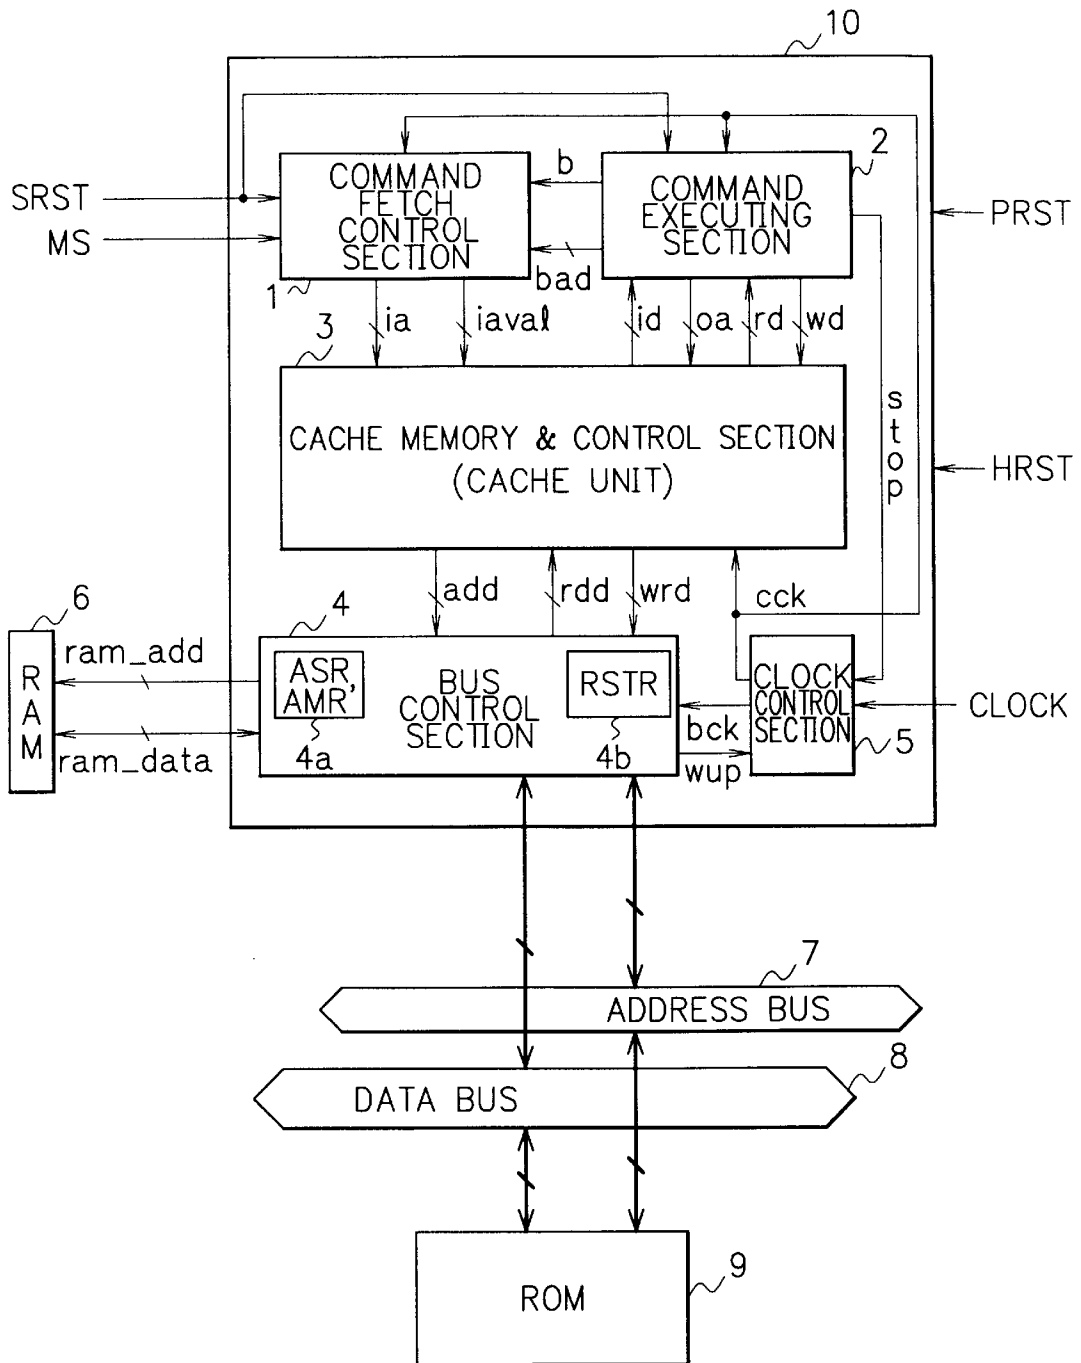 10
SRST
MS
COMMAND
FETCH
CONTROL
SECTION
1
b
bad
COMMAND
EXECUTING
SECTION
2
PRST
ia
iaval
id
oa
rd
wd
3
CACHE MEMORY & CONTROL SECTION
(CACHE UNIT)
stop
HRST
add
rdd
wrd
cck
6
RAM
ram_add
ram_data
4
ASR,
AMR'
4a
BUS
CONTROL
SECTION
RSTR
4b
bck
wup
CLOCK
CONTROL
SECTION
5
CLOCK
7
ADDRESS BUS
8
DATA BUS
ROM
9